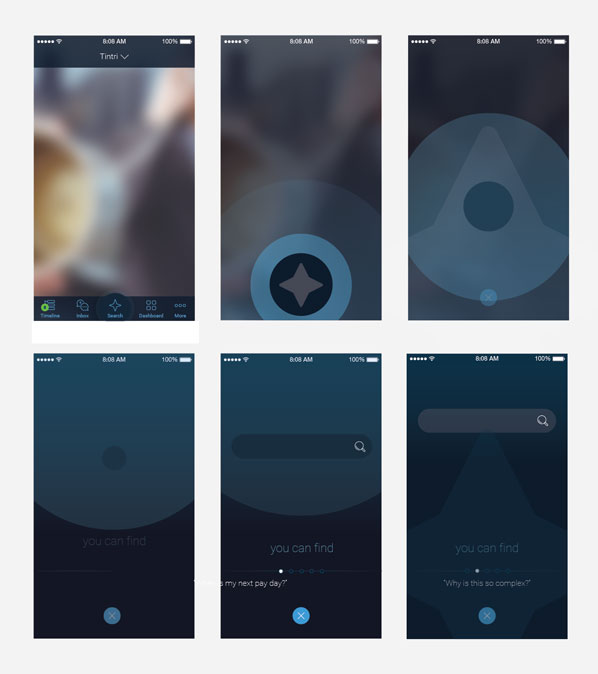 8:08 AM 100%
Tintri
Timeline Inbox Search Dashboard More
8:08 AM 100%
8:08 AM 100%
8:08 AM 100%
you can find
8:08 AM 100%
you can find
is my next pay day?"
8:08 AM 100%
you can find
"Why is this so complex?"